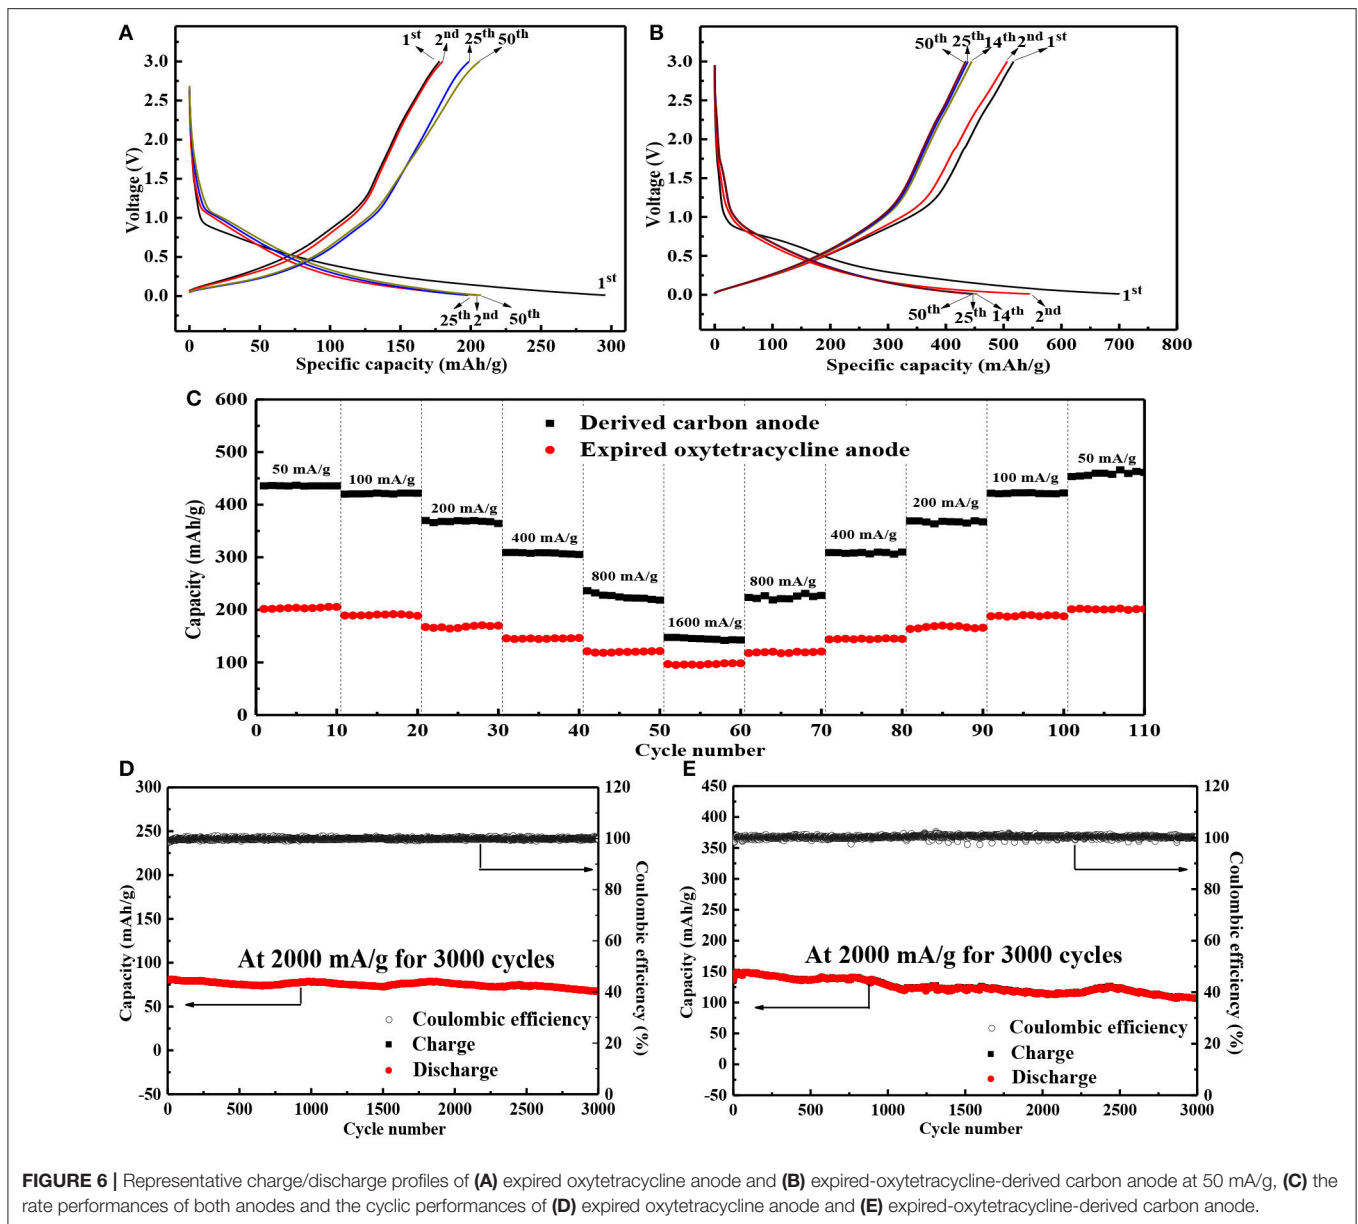 A
1st 2nd 25th 50th
3.0
2.5
2.0
1.5
1.0
0.5
0.0
Voltage (V)
1st
25th 2nd 50th
0 50 100 150 200 250 300
Specific capacity (mAh/g)
B
50th 25th 14th 2nd 1st
3.0
2.5
2.0
1.5
1.0
0.5
0.0
Voltage (V)
1st
50th 25th 14th 2nd
0 100 200 300 400 500 600 700 800
Specific capacity (mAh/g)
C
600
500
400
300
200
100
0
Capacity (mAh/g)
Derived carbon anode
Expired oxytetracycline anode
50 mA/g
100 mA/g
200 mA/g
400 mA/g
800 mA/g
1600 mA/g
800 mA/g
400 mA/g
200 mA/g
100 mA/g
50 mA/g
0 10 20 30 40 50 60 70 80 90 100 110
Cycle number
D
300
250
200
150
100
50
0
-50
Capacity (mAh/g)
120
100
80
60
40
20
0
Coulombic efficiency (%)
At 2000 mA/g for 3000 cycles
Coulombic efficiency
Charge
Discharge
0 500 1000 1500 2000 2500 3000
Cycle number
E
450
400
350
300
250
200
150
100
50
0
-50
Capacity (mAh/g)
120
100
80
60
40
20
0
Coulombic efficiency (%)
At 2000 mA/g for 3000 cycles
Coulombic efficiency
Charge
Discharge
0 500 1000 1500 2000 2500 3000
Cycle number
FIGURE 6 | Representative charge/discharge profiles of (A) expired oxytetracycline anode and (B) expired-oxytetracycline-derived carbon anode at 50 mA/g, (C) the
rate performances of both anodes and the cyclic performances of (D) expired oxytetracycline anode and (E) expired-oxytetracycline-derived carbon anode.